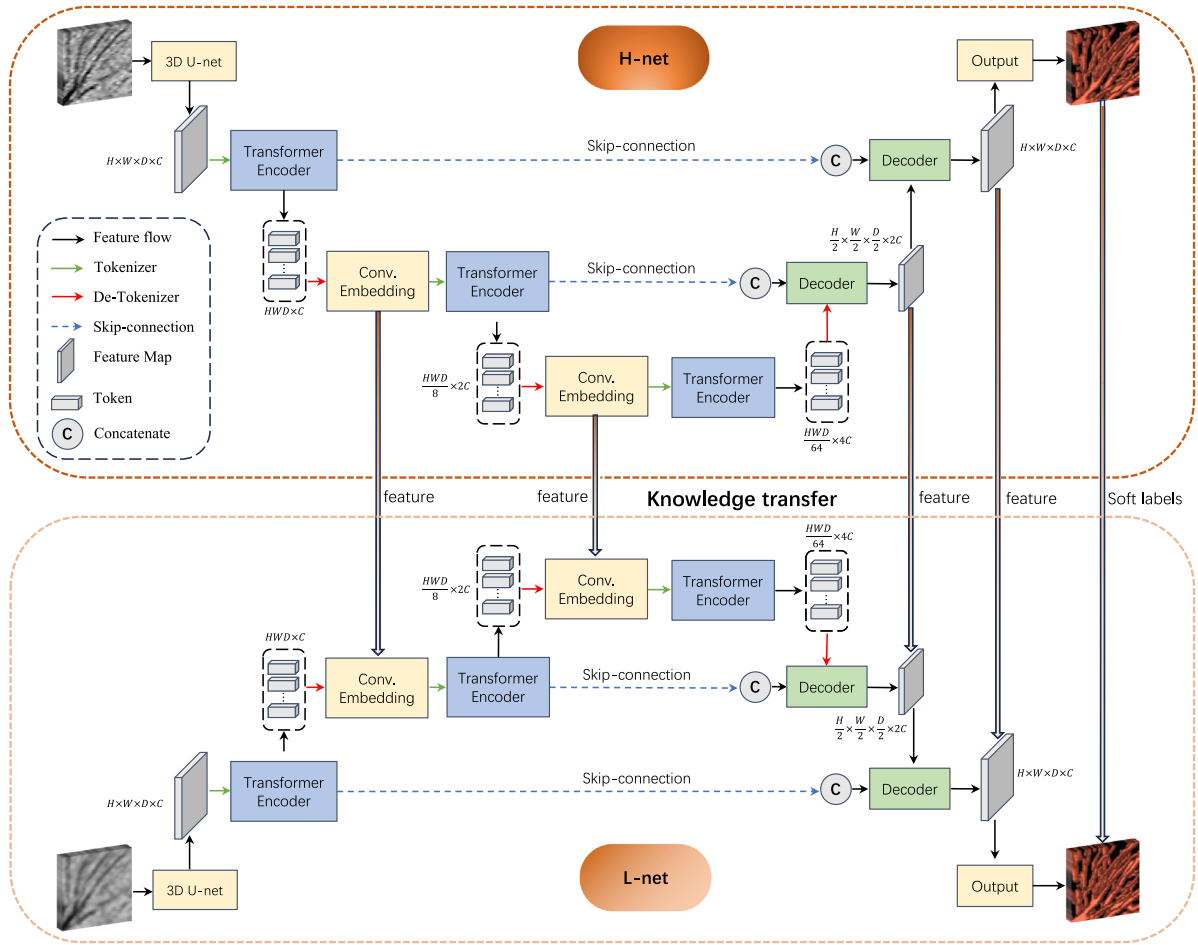 H-net
3D U-net
Output
H×W×D×C
Transformer
Encoder
Skip-connection
C
Decoder
H×W×D×C
Feature flow
Tokenizer
De-Tokenizer
Skip-connection
Feature Map
Token
C
Concatenate
HWD×C
Conv.
Embedding
Transformer
Encoder
Skip-connection
C
Decoder
H/2 × W/2 × D/2 ×2C
HWD/8 ×2C
Conv.
Embedding
Transformer
Encoder
HWD/64 ×4C
feature
feature
Knowledge transfer
feature
feature
Soft labels
HWD/8 ×2C
Conv.
Embedding
Transformer
Encoder
HWD/64 ×4C
HWD×C
Conv.
Embedding
Transformer
Encoder
Skip-connection
C
Decoder
H/2 × W/2 × D/2 ×2C
H×W×D×C
Transformer
Encoder
Skip-connection
C
Decoder
H×W×D×C
3D U-net
L-net
Output